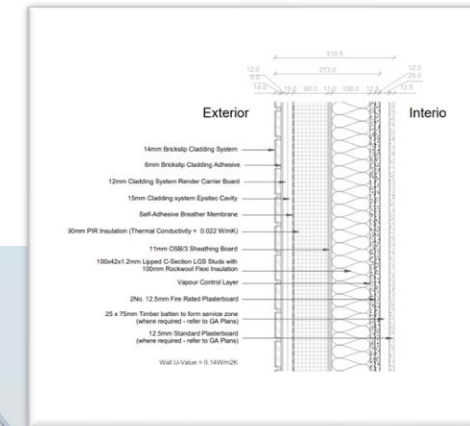 310.5
273.0
12.0
6.0
14.0
15.0
90.0
11.0
100.0
12.5
12.5
25.0
12.5
Exterior
Interio
14mm Brickslip Cladding System
6mm Brickslip Cladding Adhesive
12mm Cladding System Render Carrier Board
15mm Cladding system Epsitec Cavity
Self-Adhesive Breather Membrane
90mm PIR Insulation (Thermal Conductivity = 0.022 W/mK)
11mm OSB/3 Sheathing Board
100x42x1.2mm Lipped C-Section LGS Studs with
100mm Rockwool Flexi Insulation
Vapour Control Layer
2No. 12.5mm Fire Rated Plasterboard
25 x 75mm Timber batten to form service zone
(where required - refer to GA Plans)
12.5mm Standard Plasterboard
(where required - refer to GA Plans)
Wall U-Value = 0.14W/m2K